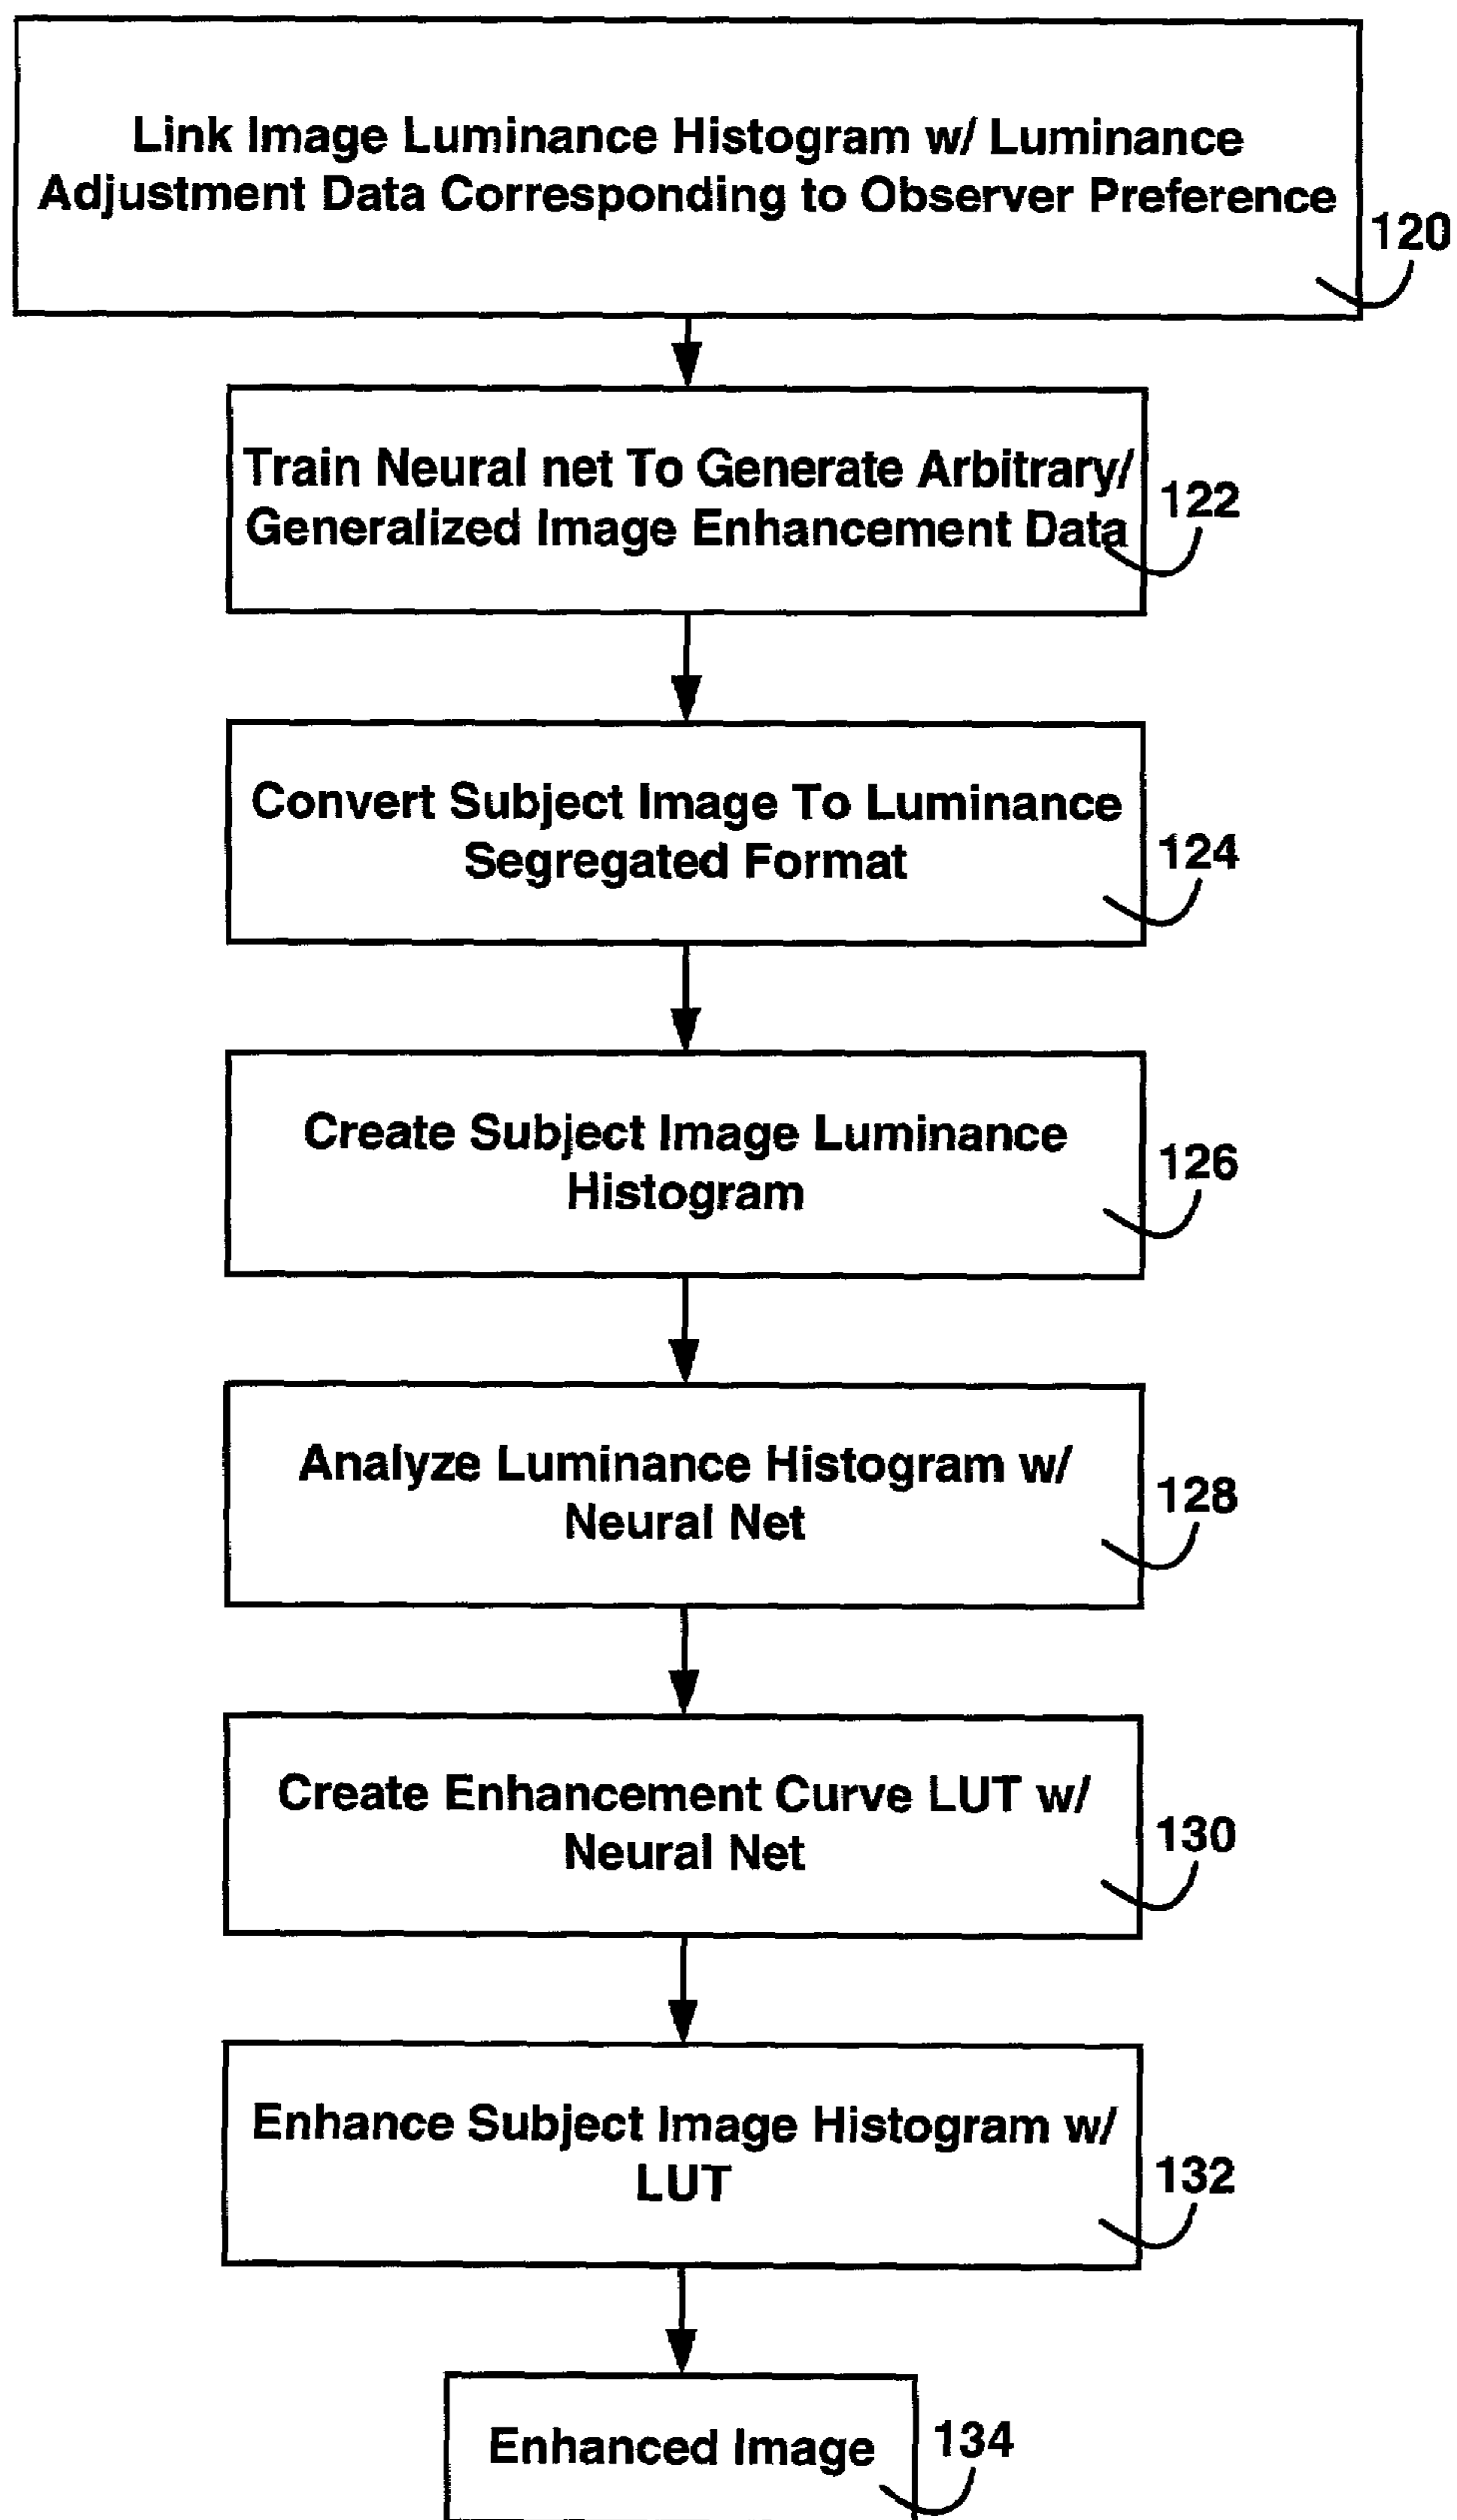 Link Image Luminance Histogram w/ Luminance
Adjustment Data Corresponding to Observer Preference
120
Train Neural net To Generate Arbitrary/
Generalized Image Enhancement Data
122
Convert Subject Image To Luminance
Segregated Format
124
Create Subject Image Luminance
Histogram
126
Analyze Luminance Histogram w/
Neural Net
128
Create Enhancement Curve LUT w/
Neural Net
130
Enhance Subject Image Histogram w/
LUT
132
Enhanced Image
134